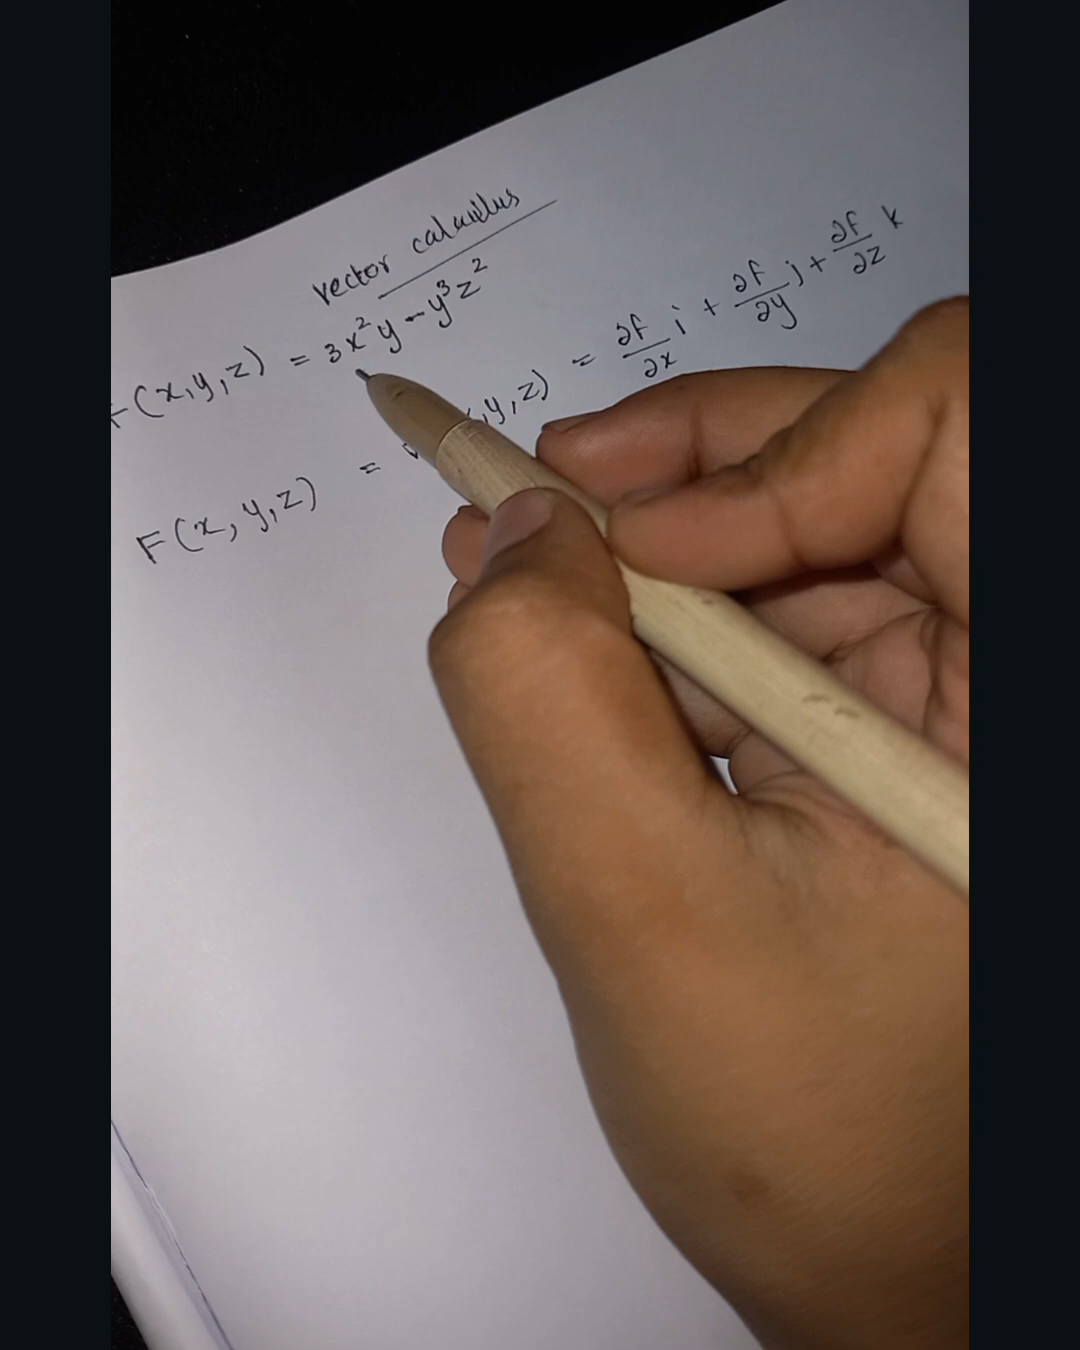 vector calculus
F(x,y,z) = 3x²y - y³z²
F(x,y,z) = ,y,z) = ∂f/∂x i + ∂f/∂y j + ∂f/∂z k